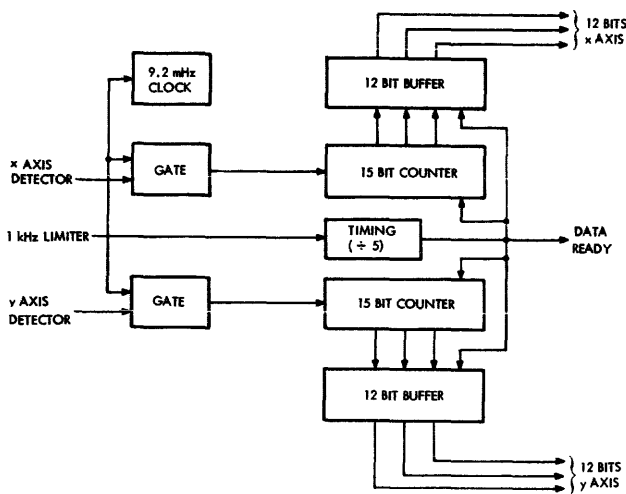 12 BITS
x AXIS
9.2 mHz
CLOCK
12 BIT BUFFER
x AXIS
DETECTOR
GATE
15 BIT COUNTER
1 kHz LIMITER
TIMING
(÷ 5)
DATA
READY
y AXIS
DETECTOR
GATE
15 BIT COUNTER
12 BIT BUFFER
12 BITS
y AXIS